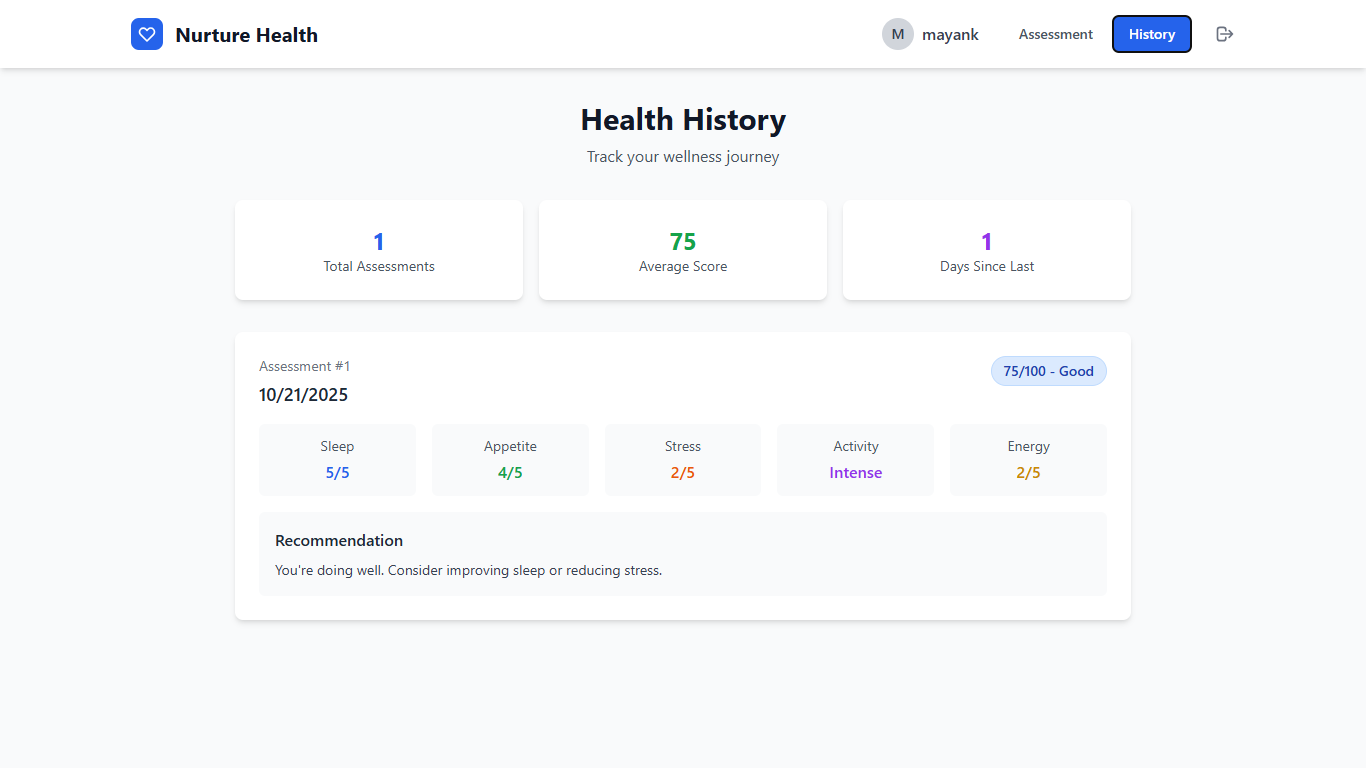 Nurture Health
M mayank Assessment History
Health History
Track your wellness journey
1 75 1
Total Assessments Average Score Days Since Last
Assessment #1
75/100 - Good
10/21/2025
Sleep Appetite Stress Activity Energy
5/5 4/5 2/5 Intense 2/5
Recommendation
You're doing well. Consider improving sleep or reducing stress.